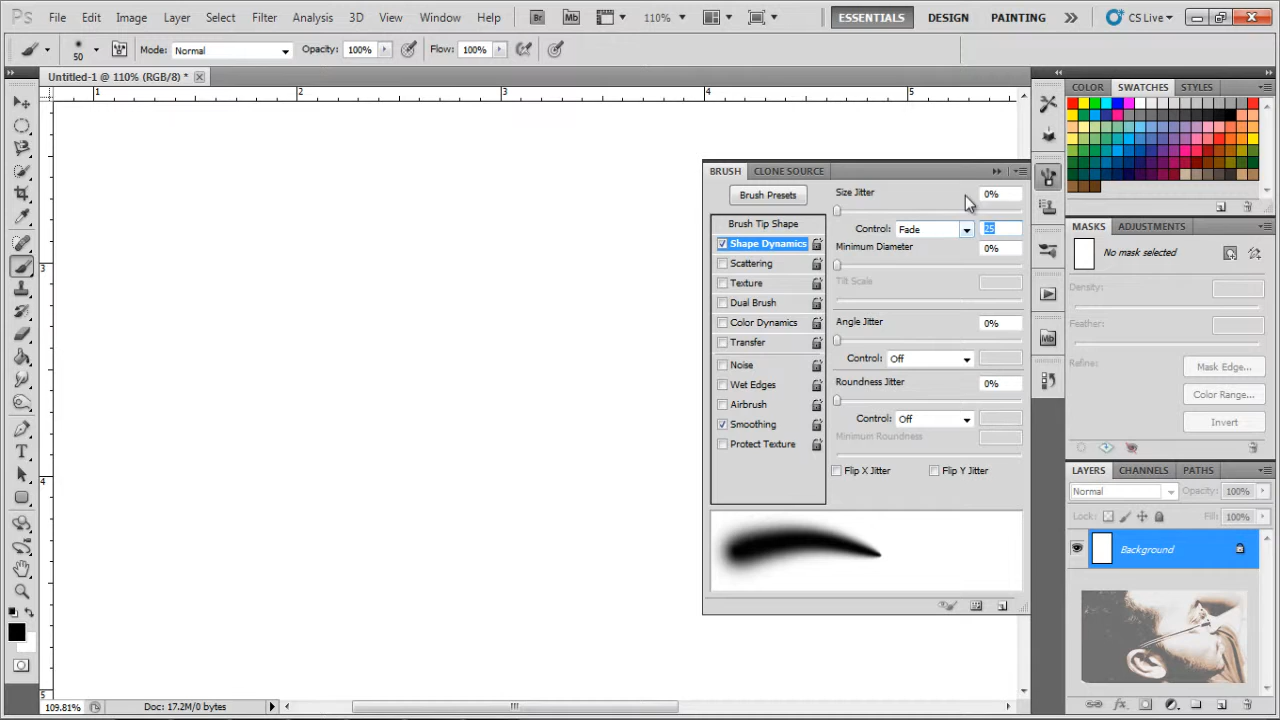 Ps File Edit Image Layer Select Filter Analysis 3D View Window Help Br Mb 110% ESSENTIALS DESIGN PAINTING CS Live
50 Mode: Normal Opacity: 100% Flow: 100%
Untitled-1 @ 110% (RGB/8) *
1 2 3 4 5
3
4
5
BRUSH CLONE SOURCE
Brush Presets
Brush Tip Shape
Shape Dynamics
Scattering
Texture
Dual Brush
Color Dynamics
Transfer
Noise
Wet Edges
Airbrush
Smoothing
Protect Texture
Size Jitter 0%
Control: Fade 25
Minimum Diameter 0%
Tilt Scale
Angle Jitter 0%
Control: Off
Roundness Jitter 0%
Control: Off
Minimum Roundness
Flip X Jitter Flip Y Jitter
Mb
COLOR SWATCHES STYLES
MASKS ADJUSTMENTS
No mask selected
Density:
Feather:
Refine: Mask Edge...
Color Range...
Invert
LAYERS CHANNELS PATHS
Normal Opacity: 100%
Lock: Fill: 100%
Background
109.81% Doc: 17.2M/0 bytes